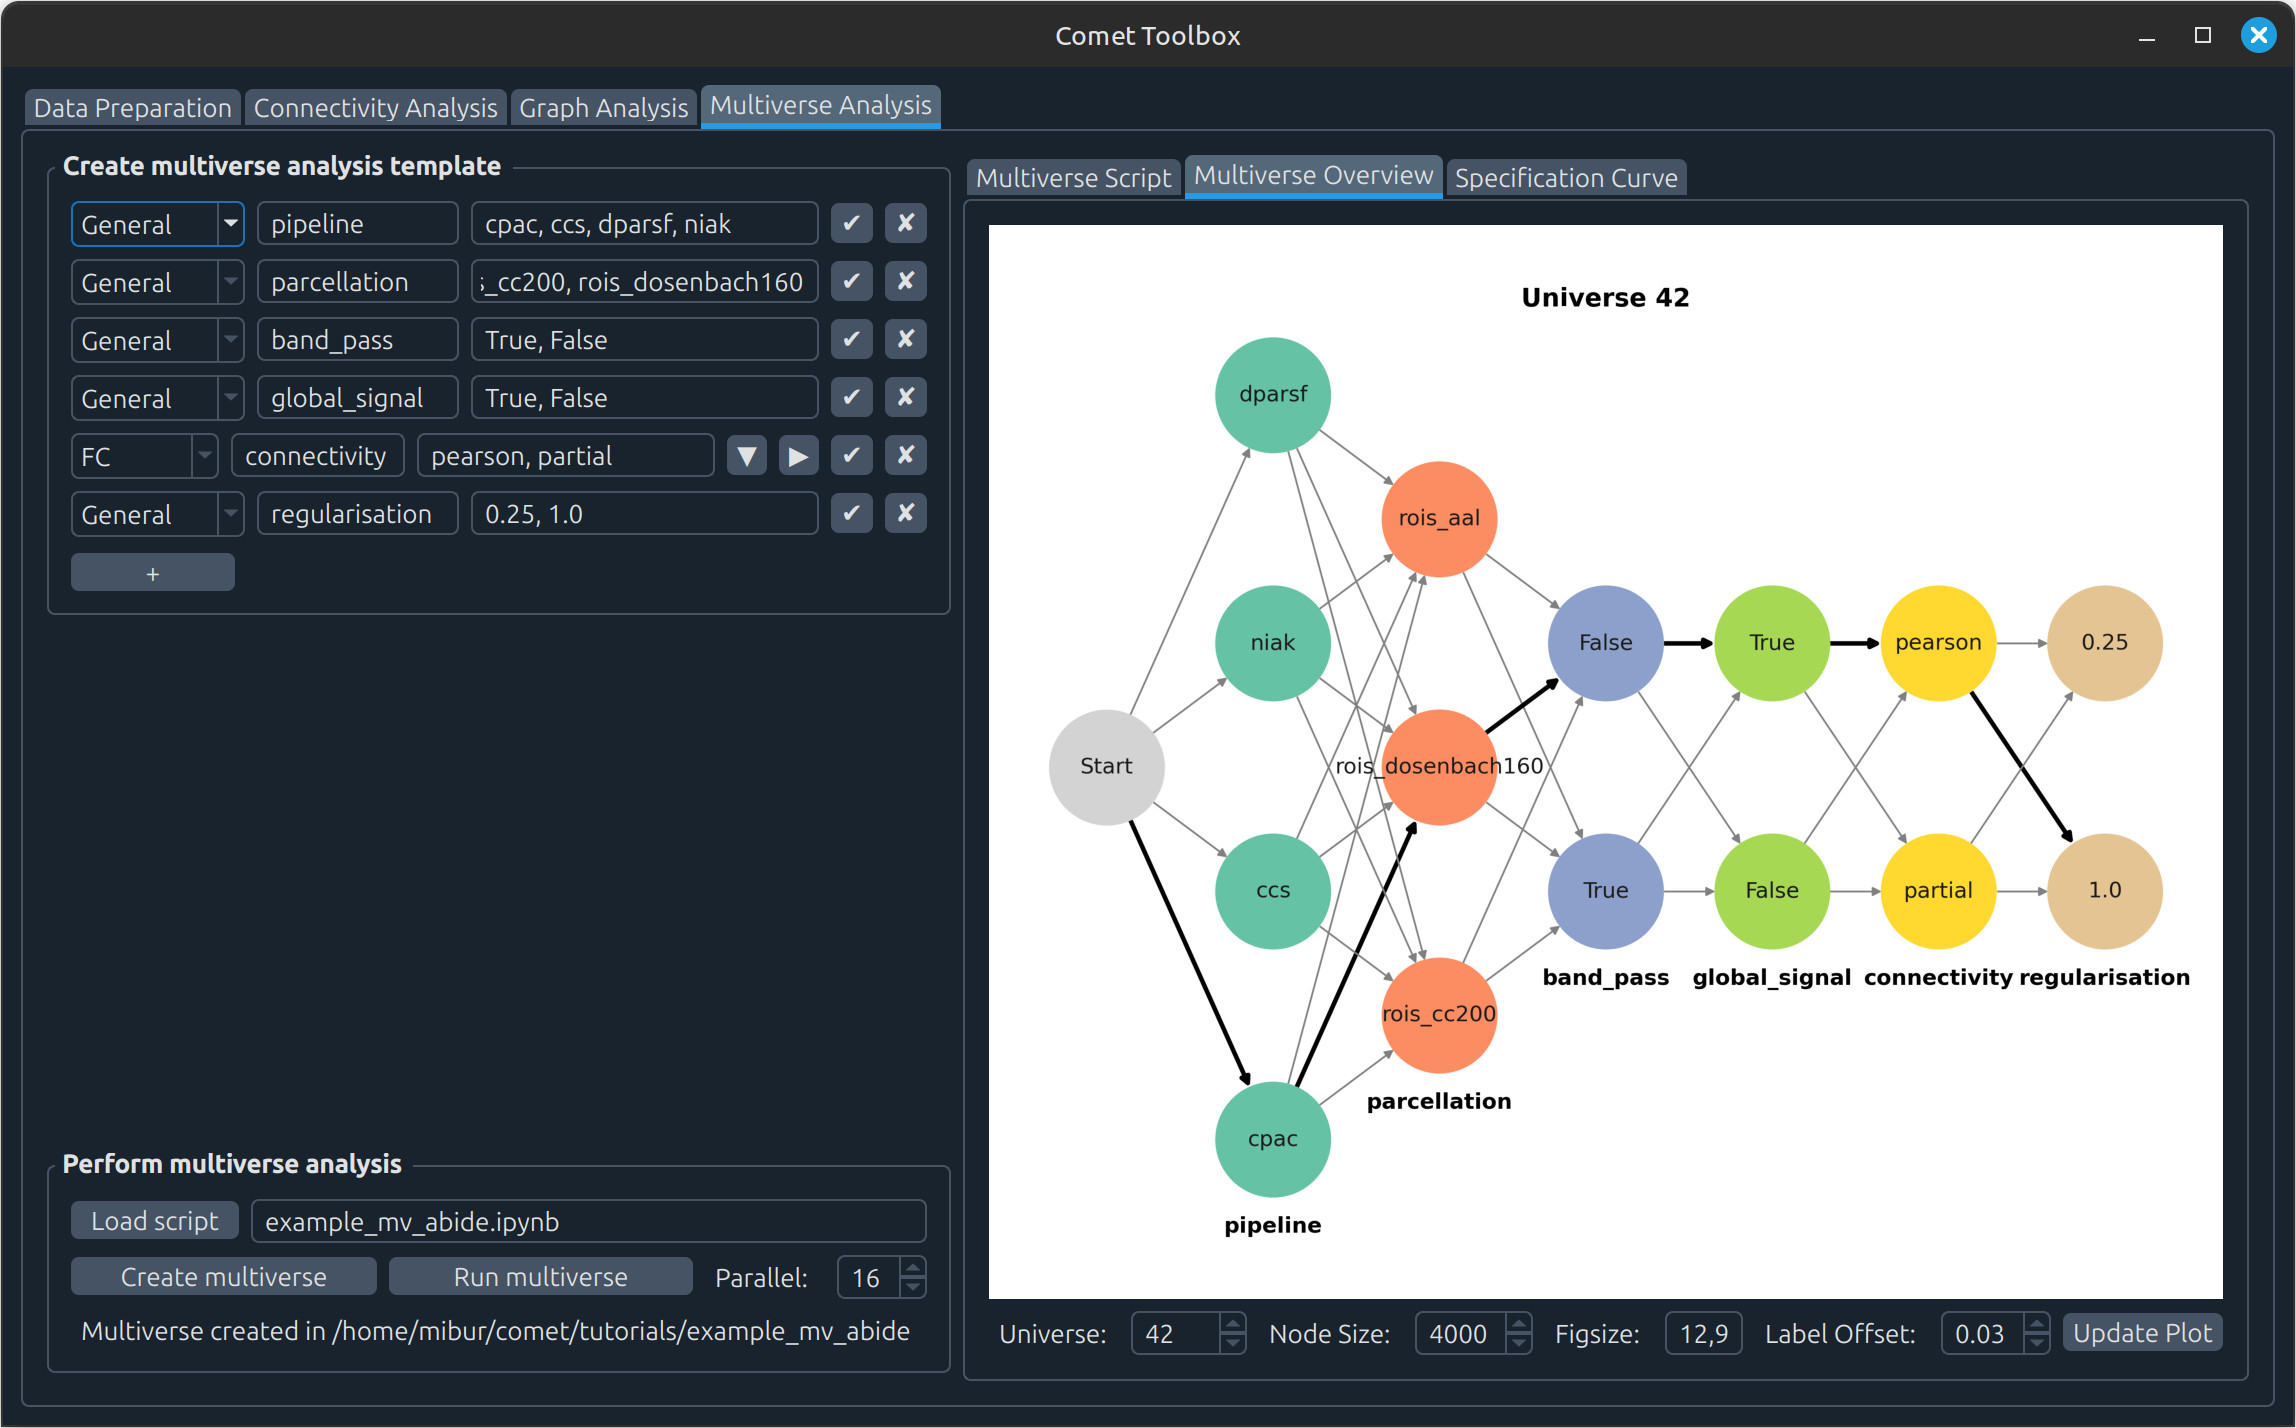 Comet Toolbox
Data Preparation
Connectivity Analysis
Graph Analysis
Multiverse Analysis
Create multiverse analysis template
General
pipeline
cpac, ccs, dparsf, niak
✔
✘
General
parcellation
_cc200, rois_dosenbach160
✔
✘
General
band_pass
True, False
✔
✘
General
global_signal
True, False
✔
✘
FC
connectivity
pearson, partial
▼
▶
✔
✘
General
regularisation
0.25, 1.0
✔
✘
+
Perform multiverse analysis
Load script
example_mv_abide.ipynb
Create multiverse
Run multiverse
Parallel:
16
Multiverse created in /home/mibur/comet/tutorials/example_mv_abide
Multiverse Script
Multiverse Overview
Specification Curve
Universe 42
dparsf
rois_aal
niak
False
True
pearson
0.25
Start
rois_dosenbach160
ccs
True
False
partial
1.0
band_pass
global_signal
connectivity
regularisation
rois_cc200
parcellation
cpac
pipeline
Universe:
42
Node Size:
4000
Figsize:
12,9
Label Offset:
0.03
Update Plot